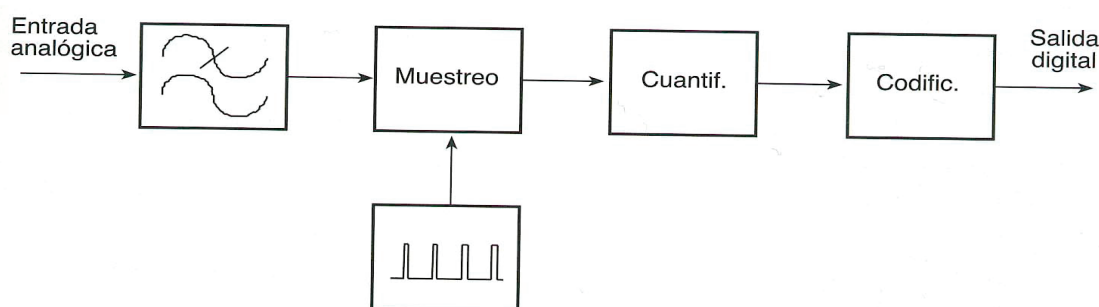 Entrada
analógica
Muestreo
Cuantif.
Codific.
Salida
digital